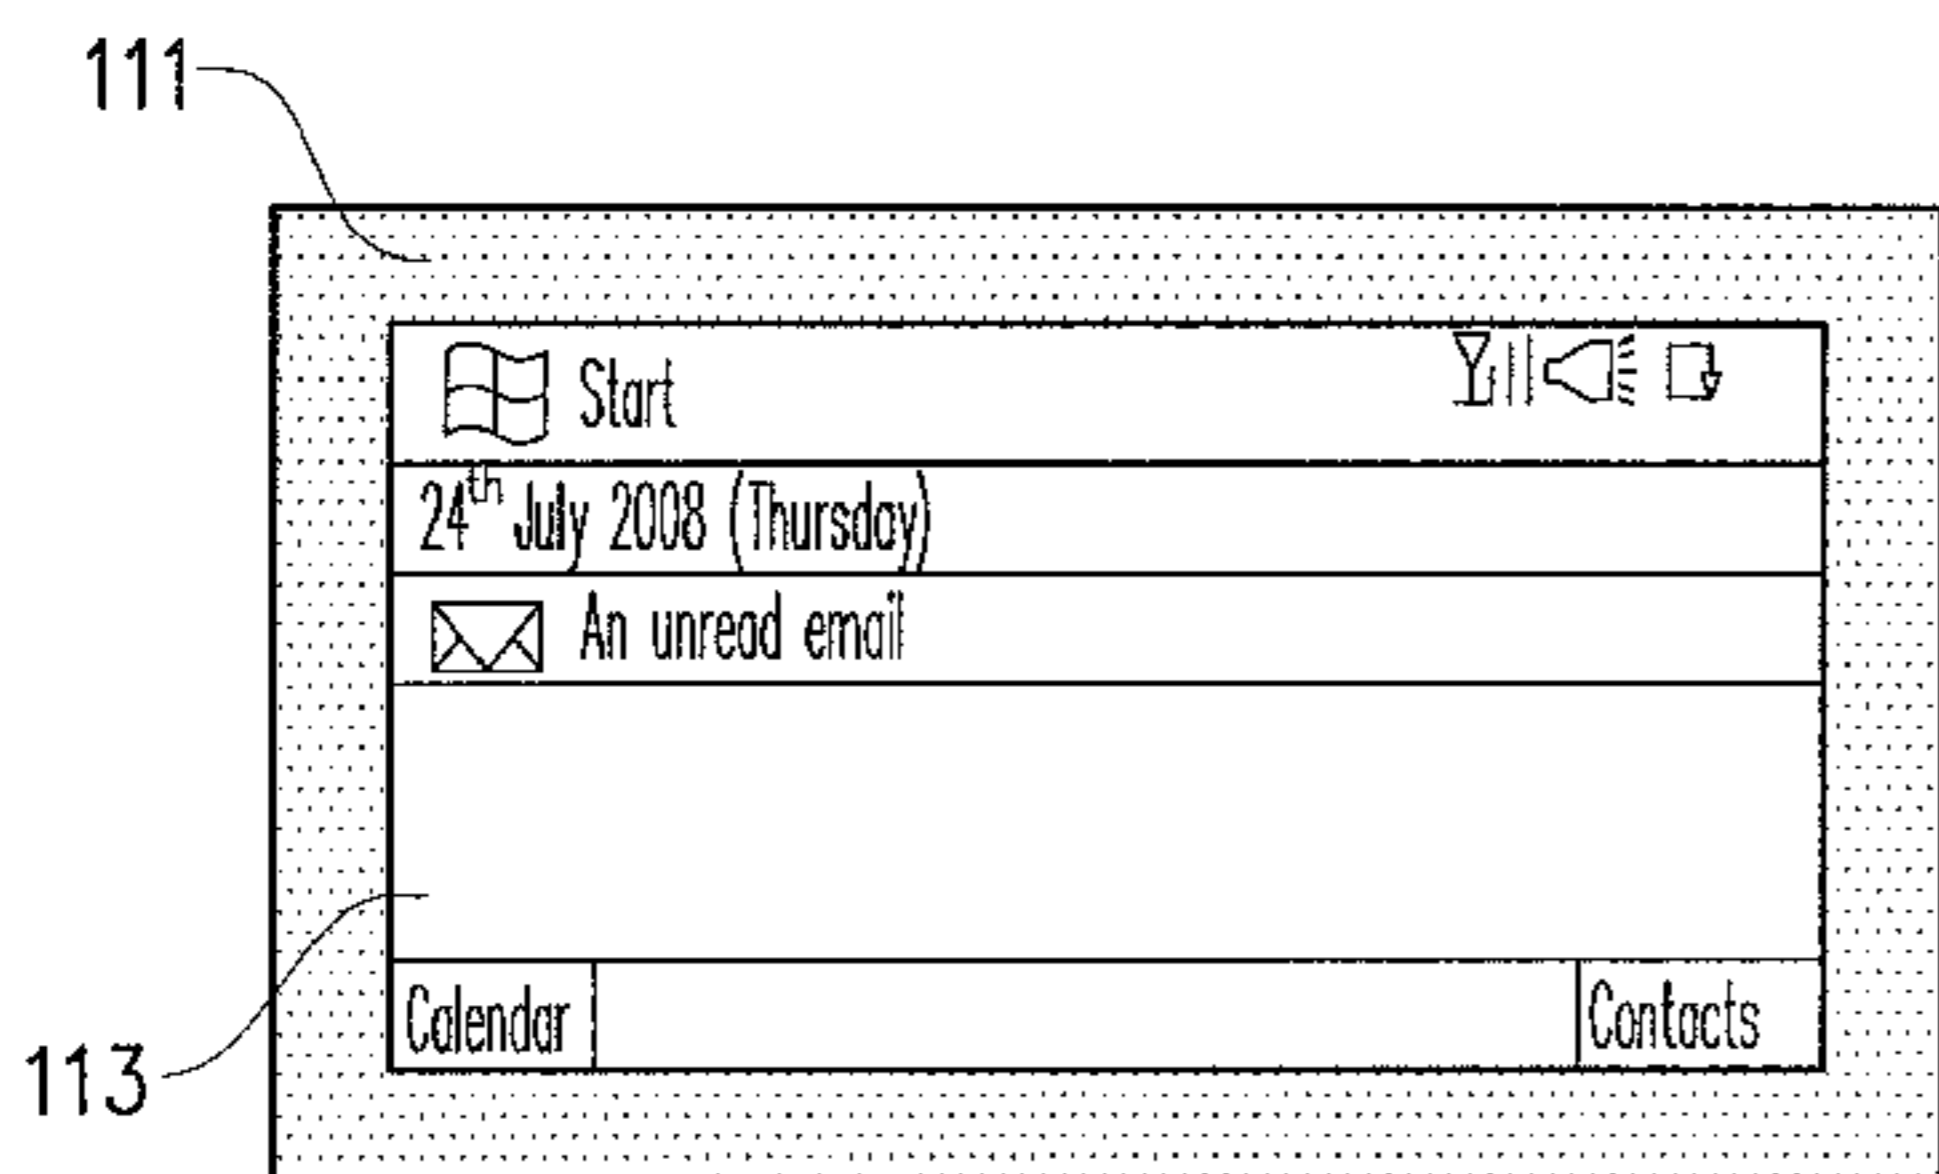 111
Start
24th July 2008 (Thursday)
An unread email
113
Calendar Contacts